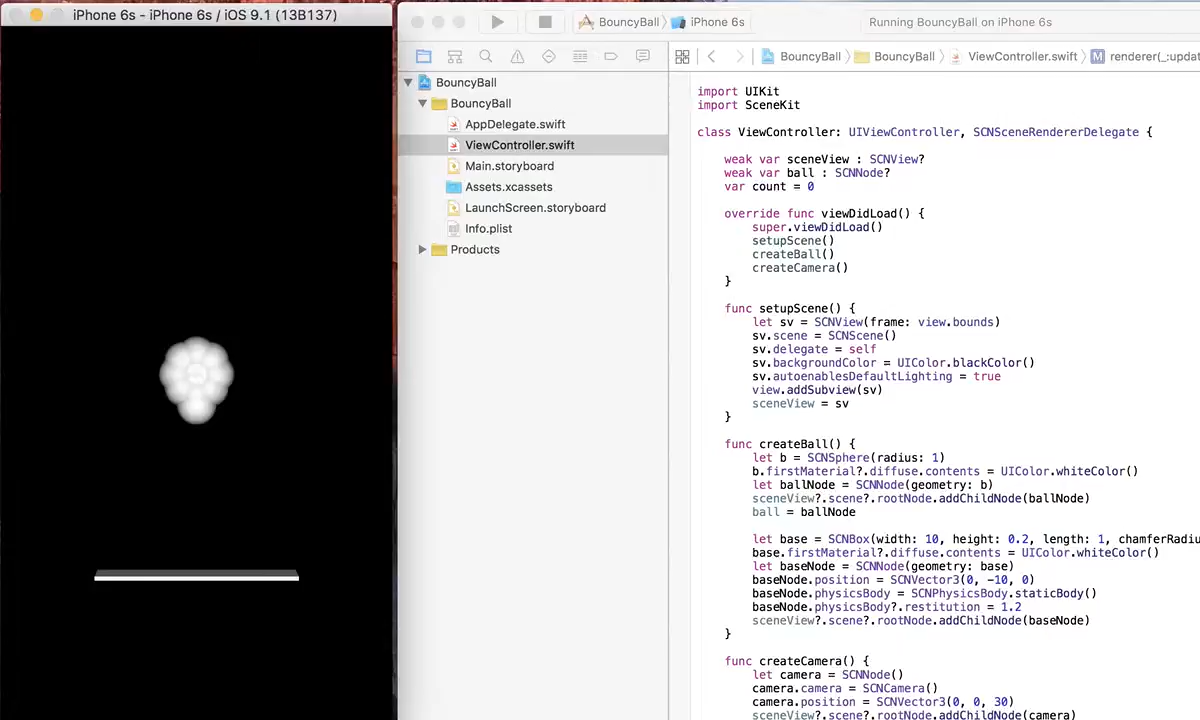 iPhone 6s - iPhone 6s / iOS 9.1 (13B137)
BouncyBall
iPhone 6s
Running BouncyBall on iPhone 6s
BouncyBall
BouncyBall
ViewController.swift
M
renderer(_:updat
BouncyBall
BouncyBall
AppDelegate.swift
ViewController.swift
Main.storyboard
Assets.xcassets
LaunchScreen.storyboard
Info.plist
Products
import UIKit
import SceneKit
class ViewController: UIViewController, SCNSceneRendererDelegate {
weak var sceneView : SCNView?
weak var ball : SCNNode?
var count = 0
override func viewDidLoad() {
super.viewDidLoad()
setupScene()
createBall()
createCamera()
}
func setupScene() {
let sv = SCNView(frame: view.bounds)
sv.scene = SCNScene()
sv.delegate = self
sv.backgroundColor = UIColor.blackColor()
sv.autoenablesDefaultLighting = true
view.addSubview(sv)
sceneView = sv
}
func createBall() {
let b = SCNSphere(radius: 1)
b.firstMaterial?.diffuse.contents = UIColor.whiteColor()
let ballNode = SCNNode(geometry: b)
sceneView?.scene?.rootNode.addChildNode(ballNode)
ball = ballNode
let base = SCNBox(width: 10, height: 0.2, length: 1, chamferRadiu
base.firstMaterial?.diffuse.contents = UIColor.whiteColor()
let baseNode = SCNNode(geometry: base)
baseNode.position = SCNVector3(0, -10, 0)
baseNode.physicsBody = SCNPhysicsBody.staticBody()
baseNode.physicsBody?.restitution = 1.2
sceneView?.scene?.rootNode.addChildNode(baseNode)
}
func createCamera() {
let camera = SCNNode()
camera.camera = SCNCamera()
camera.position = SCNVector3(0, 0, 30)
sceneView?.scene?.rootNode.addChildNode(camera)